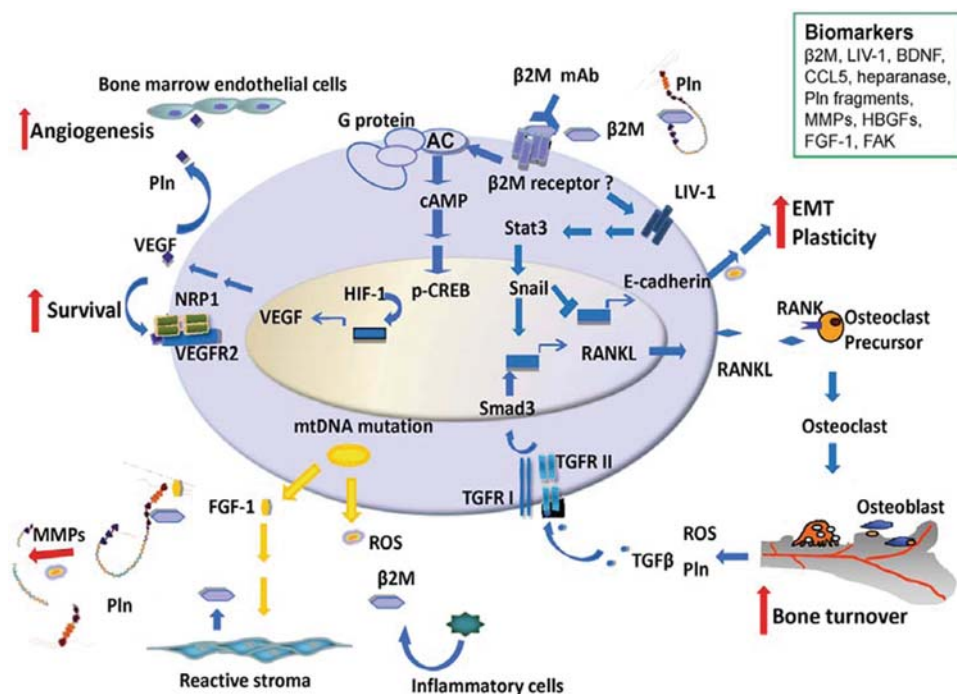 Biomarkers
β2M, LIV-1, BDNF,
CCL5, heparanase,
Pln fragments,
MMPs, HBGFs,
FGF-1, FAK
Bone marrow endothelial cells
Angiogenesis
Pln
VEGF
Survival
NRP1
VEGFR2
G protein
AC
cAMP
p-CREB
HIF-1
VEGF
β2M mAb
β2M
Pln
β2M receptor ?
LIV-1
Stat3
Snail
E-cadherin
EMT
Plasticity
RANKL
RANKL
RANK
Osteoclast
Precursor
Osteoclast
Osteoblast
Bone turnover
ROS
Pln
TGFβ
TGFR I
TGFR II
Smad3
mtDNA mutation
FGF-1
ROS
MMPs
Pln
β2M
Reactive stroma
Inflammatory cells